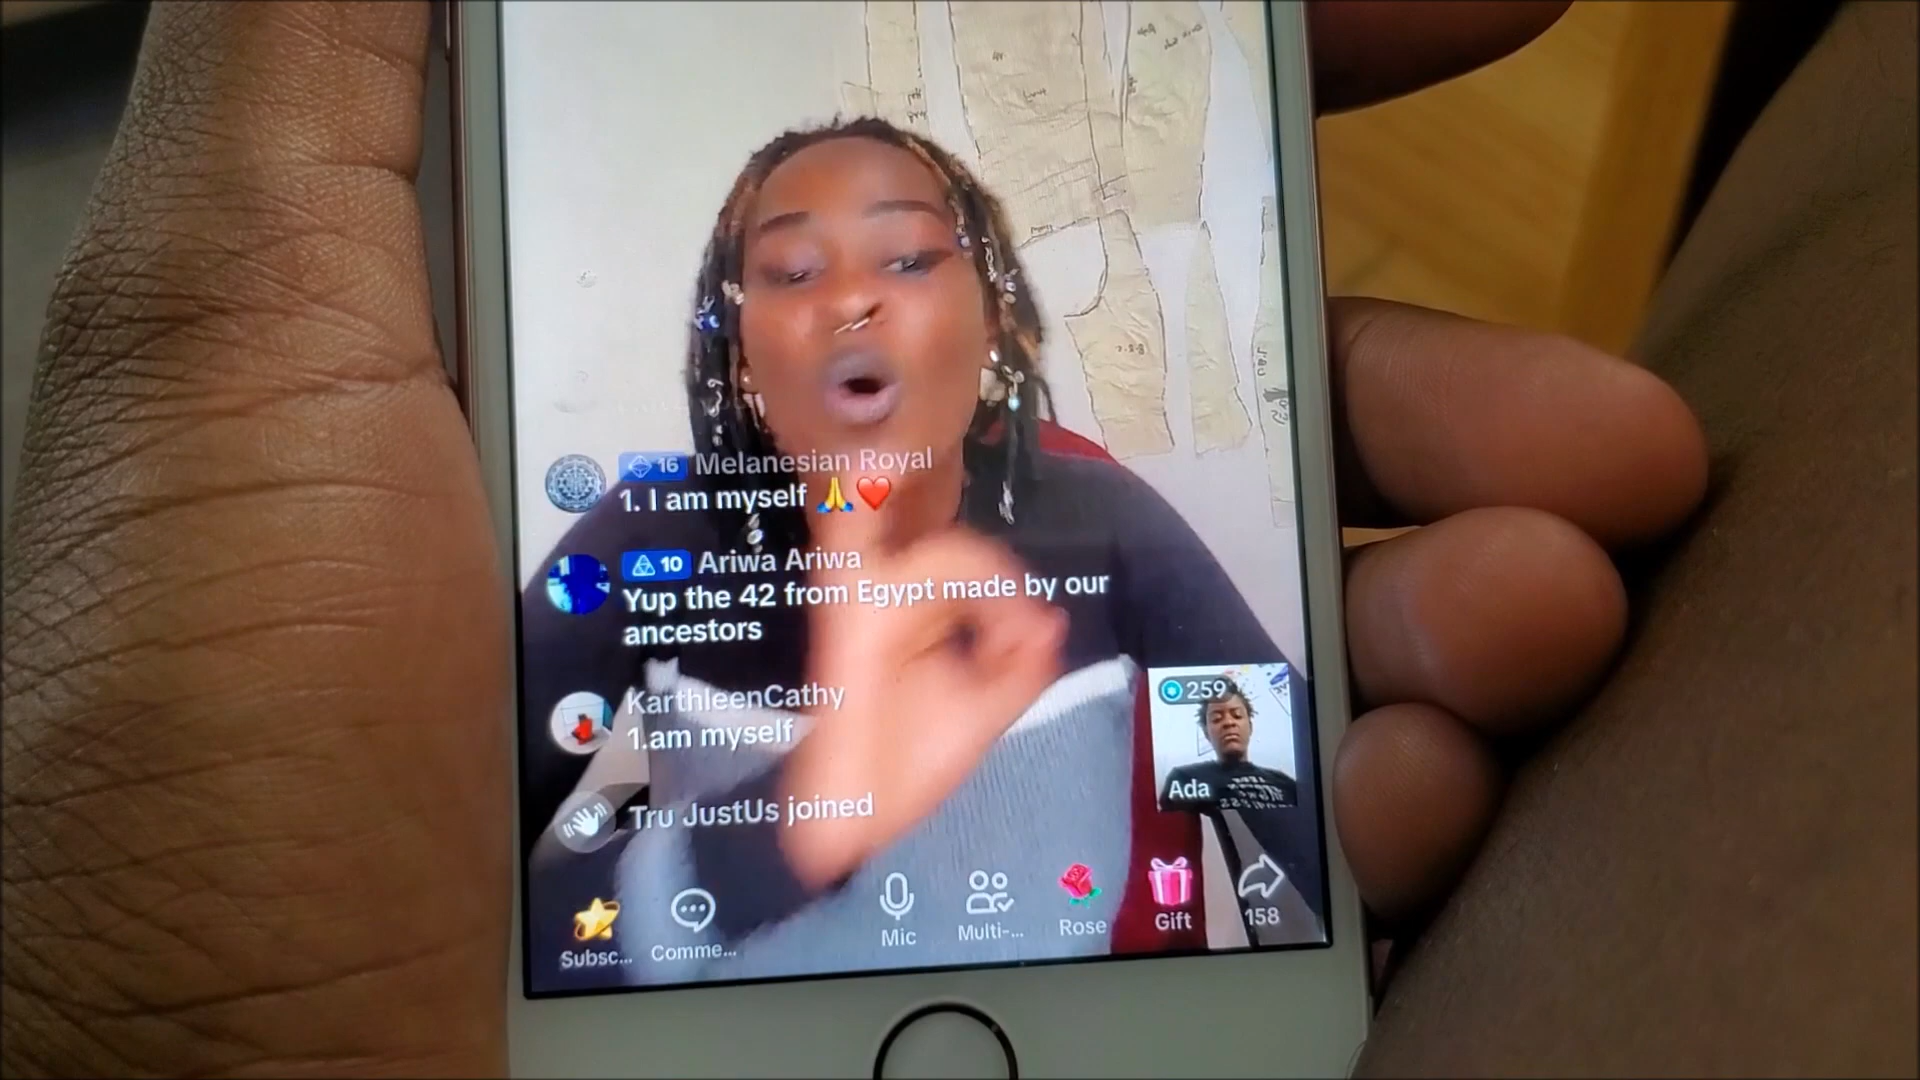 16 Melanesian Royal
1. I am myself 🙏❤️
10 Ariwa Ariwa
Yup the 42 from Egypt made by our
ancestors
KarthleenCathy
1.am myself
Tru JustUs joined
259
Ada
Subsc...
Comme...
Mic
Multi-...
Rose
Gift
158